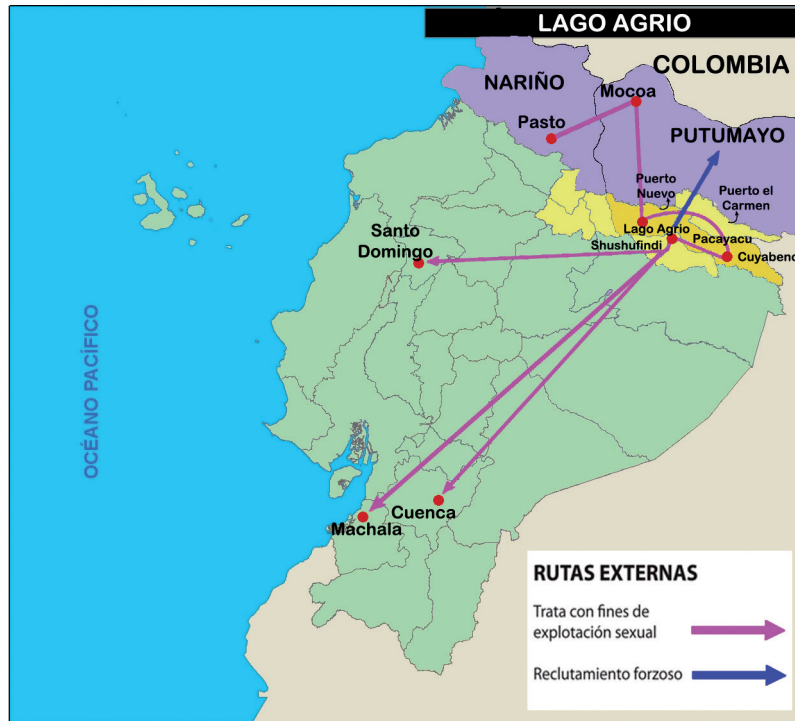 LAGO AGRIO
COLOMBIA
NARIÑO
Mocoa
Pasto
PUTUMAYO
Puerto
Nuevo
Puerto el
Carmen
Santo
Domingo
Lago Agrio
Pacayacu
Shushufindi
Cuyabeno
OCÉANO PACÍFICO
Cuenca
Machala
RUTAS EXTERNAS
Trata con fines de
explotación sexual
Reclutamiento forzoso